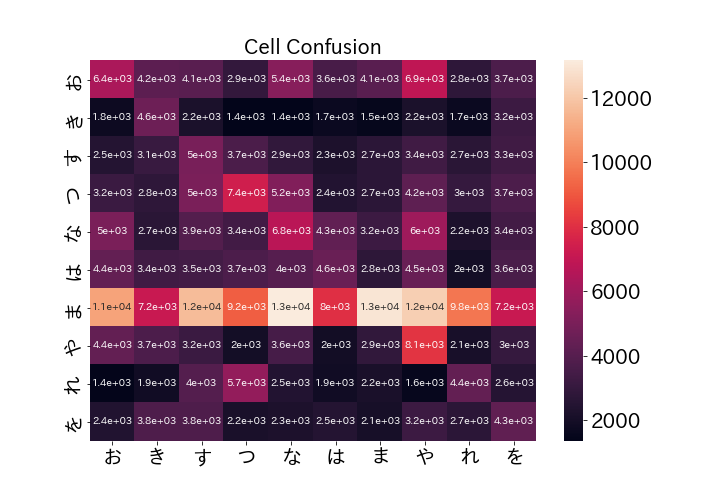 Cell Confusion
お 6.4e+03 4.2e+03 4.1e+03 2.9e+03 5.4e+03 3.6e+03 4.1e+03 6.9e+03 2.8e+03 3.7e+03
き 1.8e+03 4.6e+03 2.2e+03 1.4e+03 1.4e+03 1.7e+03 1.5e+03 2.2e+03 1.7e+03 3.2e+03
す 2.5e+03 3.1e+03 5e+03 3.7e+03 2.9e+03 2.3e+03 2.7e+03 3.4e+03 2.7e+03 3.3e+03
つ 3.2e+03 2.8e+03 5e+03 7.4e+03 5.2e+03 2.4e+03 2.7e+03 4.2e+03 3e+03 3.7e+03
な 5e+03 2.7e+03 3.9e+03 3.4e+03 6.8e+03 4.3e+03 3.2e+03 6e+03 2.2e+03 3.4e+03
は 4.4e+03 3.4e+03 3.5e+03 3.7e+03 4e+03 4.6e+03 2.8e+03 4.5e+03 2e+03 3.6e+03
ま 1.1e+04 7.2e+03 1.2e+04 9.2e+03 1.3e+04 8e+03 1.3e+04 1.2e+04 9.8e+03 7.2e+03
や 4.4e+03 3.7e+03 3.2e+03 2e+03 3.6e+03 2e+03 2.9e+03 8.1e+03 2.1e+03 3e+03
れ 1.4e+03 1.9e+03 4e+03 5.7e+03 2.5e+03 1.9e+03 2.2e+03 1.6e+03 4.4e+03 2.6e+03
を 2.4e+03 3.8e+03 3.8e+03 2.2e+03 2.3e+03 2.5e+03 2.1e+03 3.2e+03 2.7e+03 4.3e+03
お き す つ な は ま や れ を
12000
10000
8000
6000
4000
2000